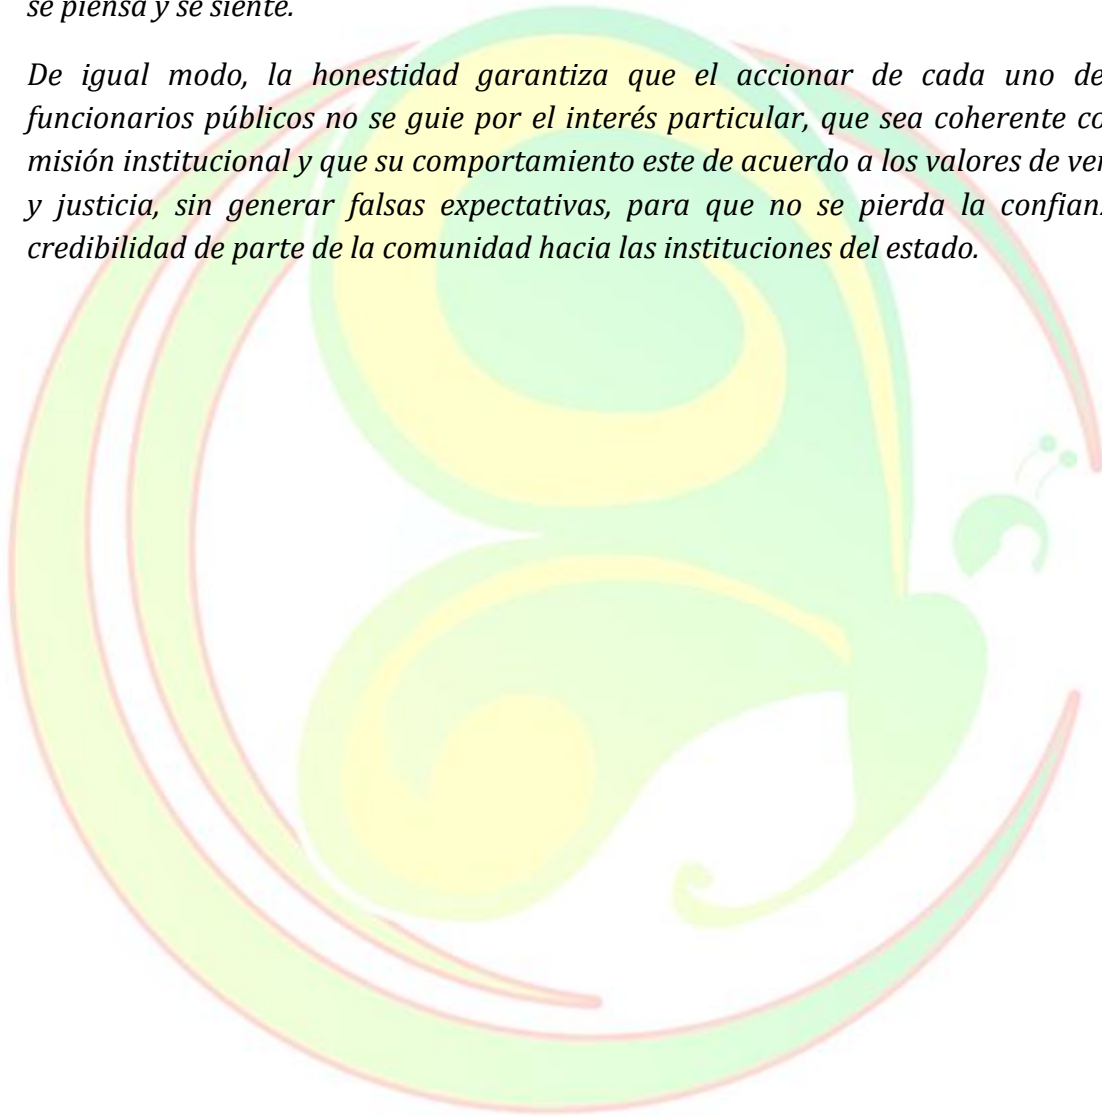 se piensa y se siente.
De igual modo, la honestidad garantiza que el accionar de cada uno de
funcionarios públicos no se guie por el interés particular, que sea coherente co
misión institucional y que su comportamiento este de acuerdo a los valores de ver
y justicia, sin generar falsas expectativas, para que no se pierda la confian
credibilidad de parte de la comunidad hacia las instituciones del estado.